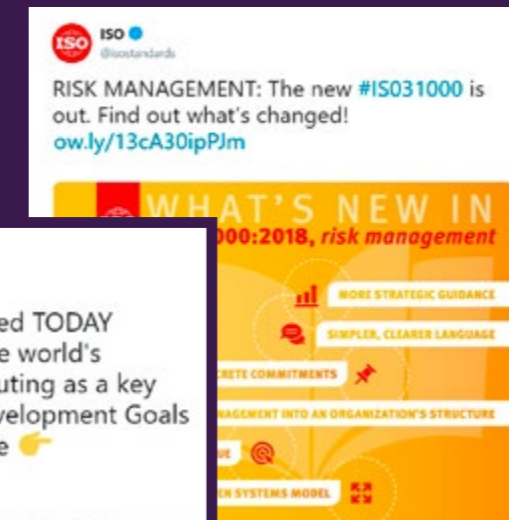 ISO
ISO
@isostandards
RISK MANAGEMENT: The new #ISO31000 is
out. Find out what's changed!
ow.ly/13cA30ipPJm
WHAT'S NEW IN
000:2018, risk management
MORE STRATEGIC GUIDANCE
SIMPLER, CLEARER LANGUAGE
CRETE COMMITMENTS
NAGEMENT INTO AN ORGANIZATION'S STRUCTURE
UE
EN SYSTEMS MODEL
ed TODAY
e world's
uting as a key
velopment Goals
e